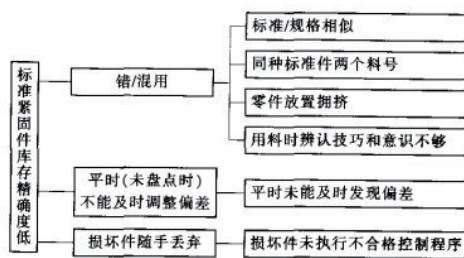 标准紧固件库存精确度低
错/混用
标准/规格相似
同种标准件两个料号
零件放置拥挤
用料时辨认技巧和意识不够
平时(未盘点时)
不能及时调整偏差
平时未能及时发现偏差
损坏件随手丢弃
损坏件未执行不合格控制程序